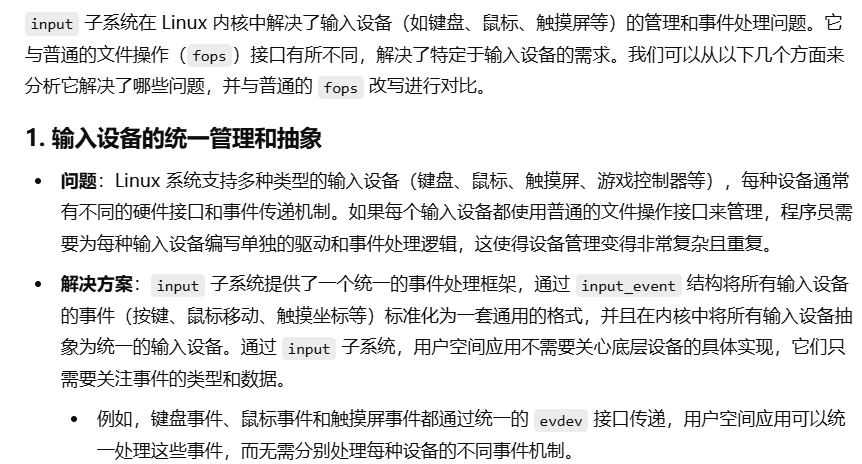 input 子系统在 Linux 内核中解决了输入设备（如键盘、鼠标、触摸屏等）的管理和事件处理问题。它
与普通的文件操作（fops）接口有所不同，解决了特定于输入设备的需求。我们可以从以下几个方面来
分析它解决了哪些问题，并与普通的 fops 改写进行对比。
1. 输入设备的统一管理和抽象
• 问题：Linux 系统支持多种类型的输入设备（键盘、鼠标、触摸屏、游戏控制器等），每种设备通常
有不同的硬件接口和事件传递机制。如果每个输入设备都使用普通的文件操作接口来管理，程序员需
要为每种输入设备编写单独的驱动和事件处理逻辑，这使得设备管理变得非常复杂且重复。
• 解决方案：input 子系统提供了一个统一的事件处理框架，通过 input_event 结构将所有输入设备
的事件（按键、鼠标移动、触摸坐标等）标准化为一套通用的格式，并且在内核中将所有输入设备抽
象为统一的输入设备。通过 input 子系统，用户空间应用不需要关心底层设备的具体实现，它们只
需要关注事件的类型和数据。
• 例如，键盘事件、鼠标事件和触摸屏事件都通过统一的 evdev 接口传递，用户空间应用可以统
一处理这些事件，而无需分别处理每种设备的不同事件机制。